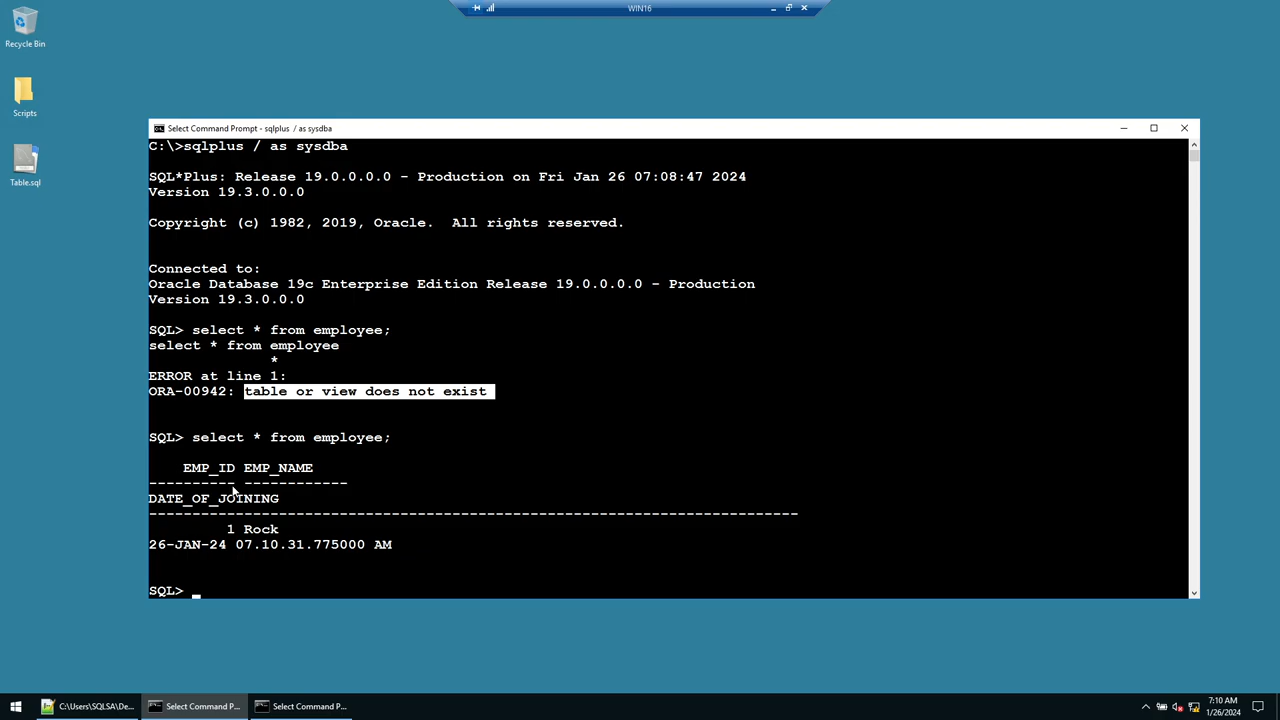 WIN16
Recycle Bin
Scripts
Table.sql
Select Command Prompt - sqlplus / as sysdba
C:\>sqlplus / as sysdba
SQL*Plus: Release 19.0.0.0.0 - Production on Fri Jan 26 07:08:47 2024
Version 19.3.0.0.0
Copyright (c) 1982, 2019, Oracle.  All rights reserved.
Connected to:
Oracle Database 19c Enterprise Edition Release 19.0.0.0.0 - Production
Version 19.3.0.0.0
SQL> select * from employee;
select * from employee
*
ERROR at line 1:
ORA-00942: table or view does not exist
SQL> select * from employee;
EMP_ID EMP_NAME
---------- ------------
DATE_OF_JOINING
---------------------------------------------------------------------------
1 Rock
26-JAN-24 07.10.31.775000 AM
SQL>
C:\Users\SQLSA\De...
Select Command P...
Select Command P...
7:10 AM
1/26/2024